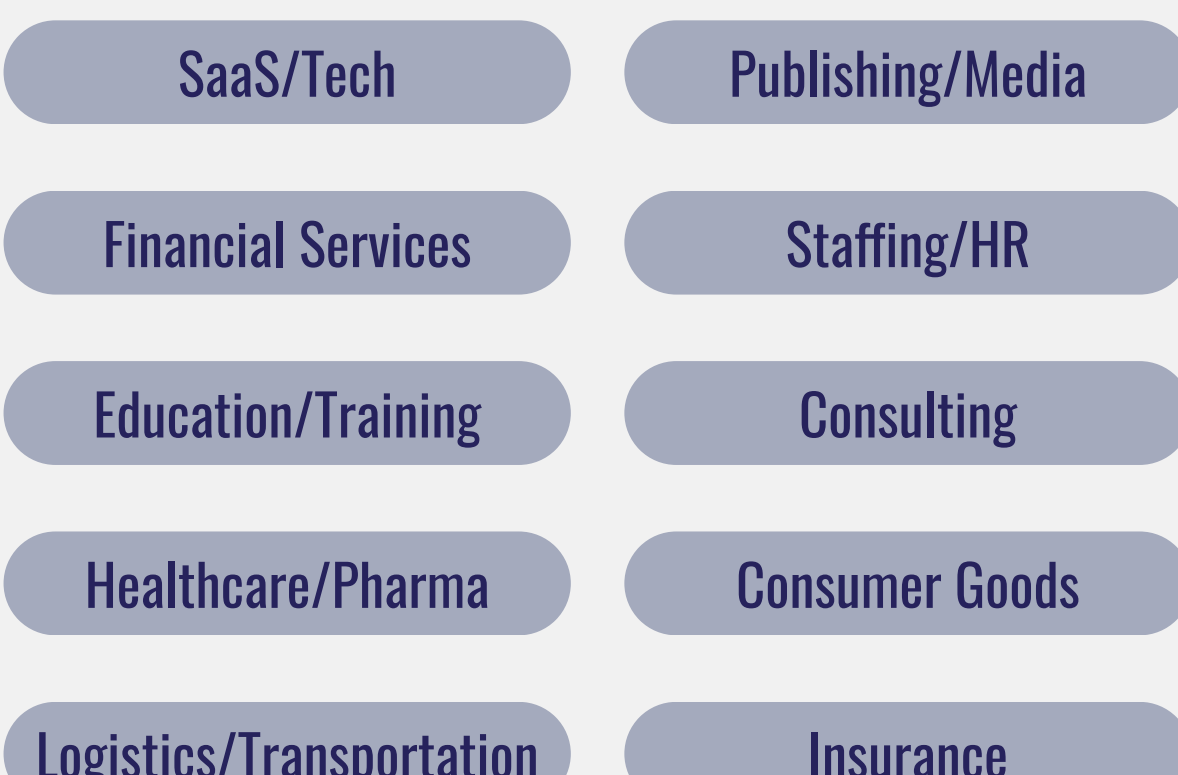 SaaS/Tech
Publishing/Media
Financial Services
Staffing/HR
Education/Training
Consulting
Healthcare/Pharma
Consumer Goods
Logistics/Transportation
Insurance